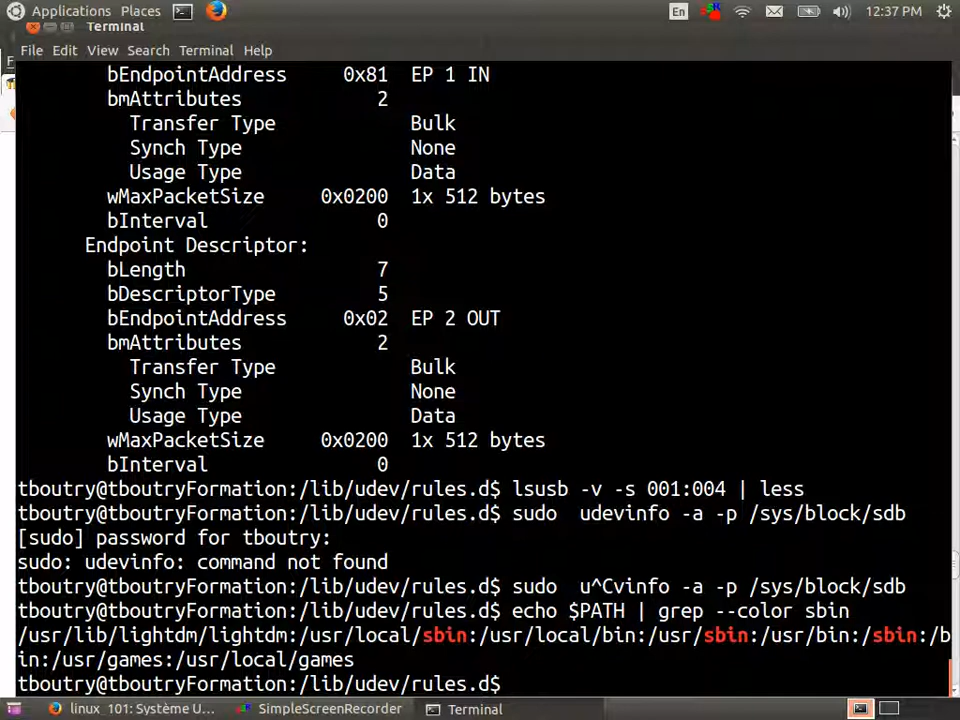 Applications Places En 12:37 PM
Terminal
File Edit View Search Terminal Help
bEndpointAddress 0x81 EP 1 IN
bmAttributes 2
Transfer Type Bulk
Synch Type None
Usage Type Data
wMaxPacketSize 0x0200 1x 512 bytes
bInterval 0
Endpoint Descriptor:
bLength 7
bDescriptorType 5
bEndpointAddress 0x02 EP 2 OUT
bmAttributes 2
Transfer Type Bulk
Synch Type None
Usage Type Data
wMaxPacketSize 0x0200 1x 512 bytes
bInterval 0
tboutry@tboutryFormation:/lib/udev/rules.d$ lsusb -v -s 001:004 | less
tboutry@tboutryFormation:/lib/udev/rules.d$ sudo  udevinfo -a -p /sys/block/sdb
[sudo] password for tboutry:
sudo: udevinfo: command not found
tboutry@tboutryFormation:/lib/udev/rules.d$ sudo  u^Cvinfo -a -p /sys/block/sdb
tboutry@tboutryFormation:/lib/udev/rules.d$ echo $PATH | grep --color sbin
/usr/lib/lightdm/lightdm:/usr/local/sbin:/usr/local/bin:/usr/sbin:/usr/bin:/sbin:/b
in:/usr/games:/usr/local/games
tboutry@tboutryFormation:/lib/udev/rules.d$
linux_101: Système U... SimpleScreenRecorder Terminal